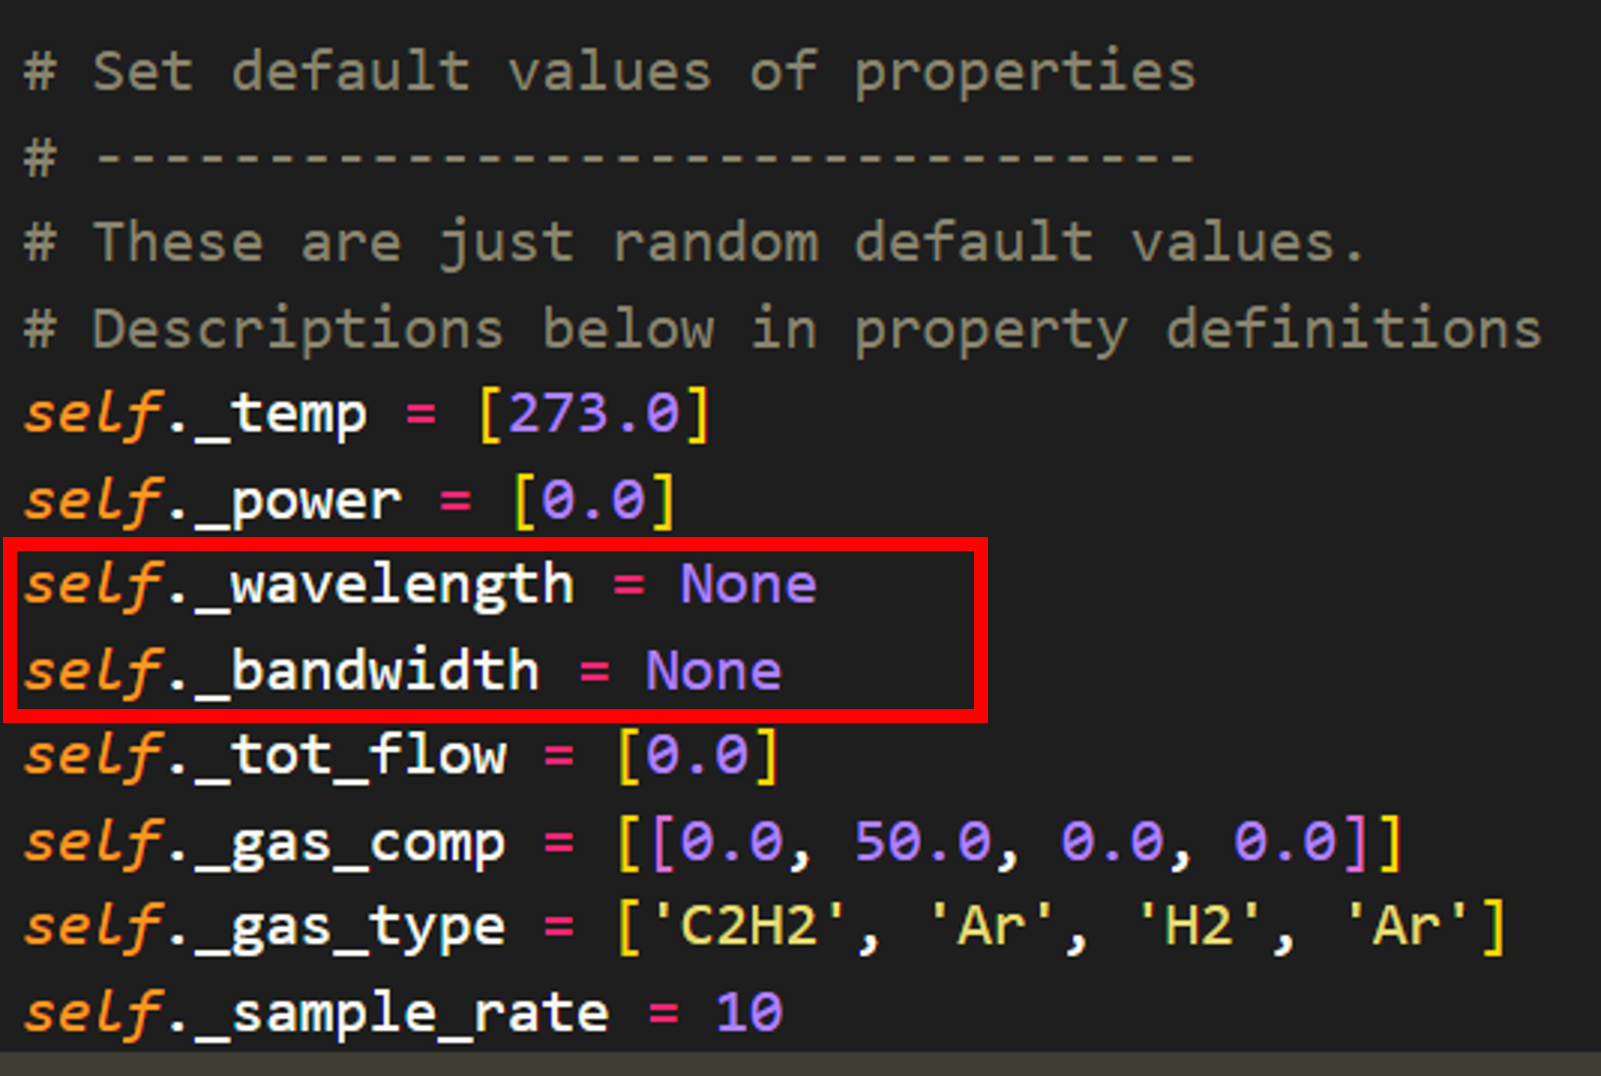 # Set default values of properties
# --------------------------------
# These are just random default values.
# Descriptions below in property definitions
self._temp = [273.0]
self._power = [0.0]
self._wavelength = None
self._bandwidth = None
self._tot_flow = [0.0]
self._gas_comp = [[0.0, 50.0, 0.0, 0.0]]
self._gas_type = ['C2H2', 'Ar', 'H2', 'Ar']
self._sample_rate = 10